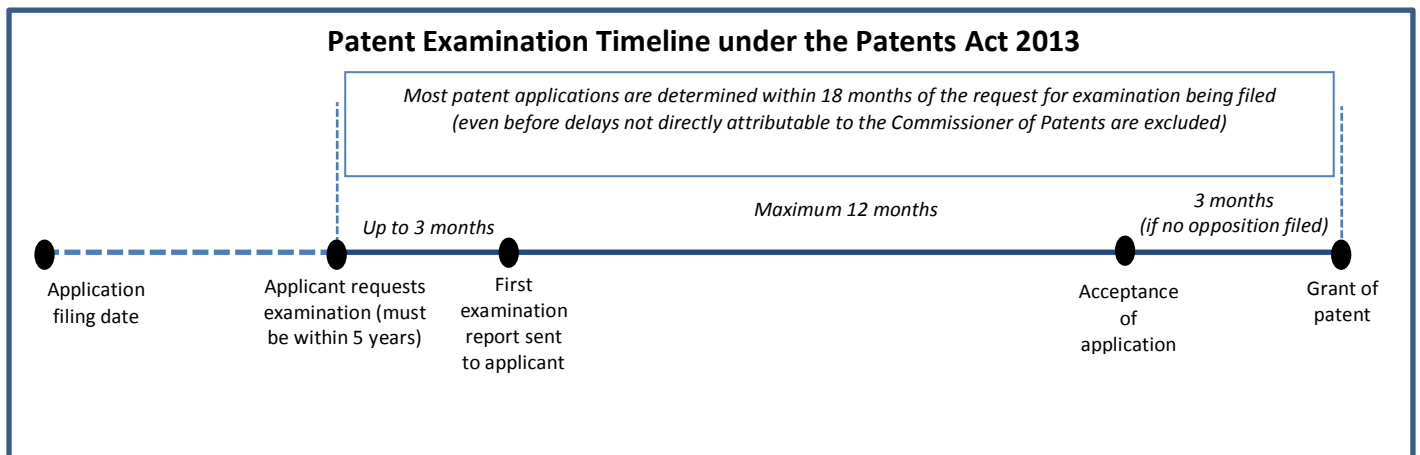 Patent Examination Timeline under the Patents Act 2013
Most patent applications are determined within 18 months of the request for examination being filed
(even before delays not directly attributable to the Commissioner of Patents are excluded)
Up to 3 months
Maximum 12 months
3 months
(if no opposition filed)
Application
filing date
Applicant requests
examination (must
be within 5 years)
First
examination
report sent
to applicant
Acceptance
of
application
Grant of
patent